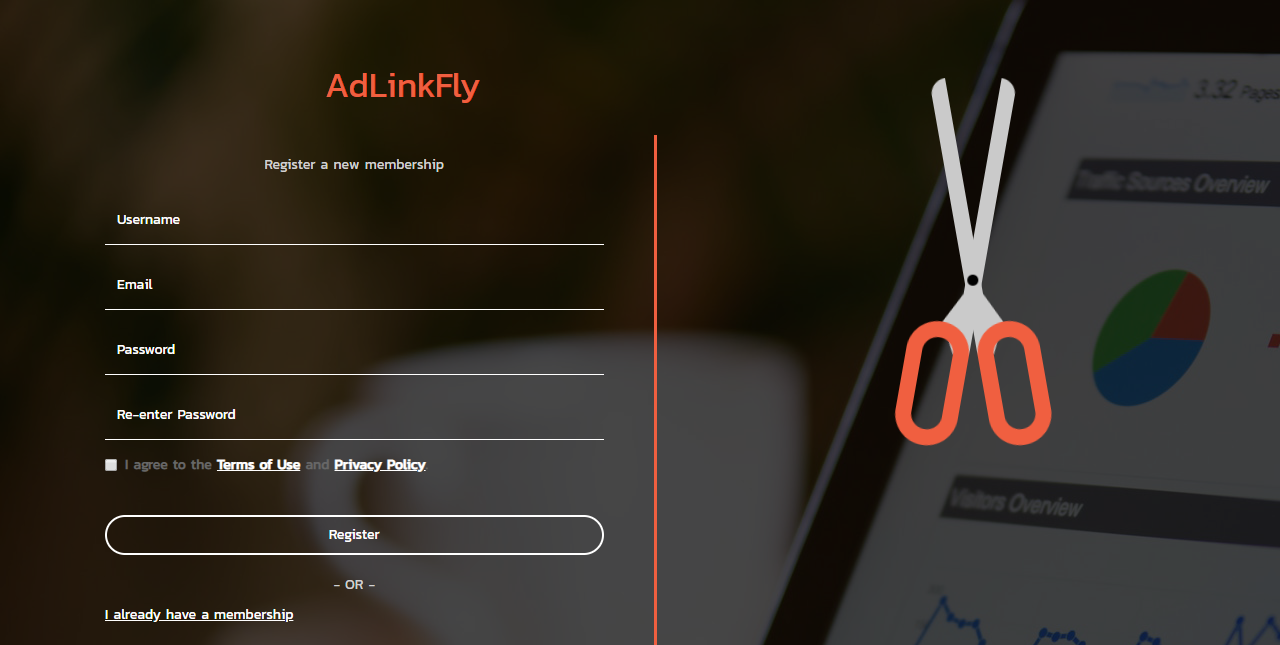 AdLinkFly
Register a new membership
Username
Email
Password
Re-enter Password
I agree to the Terms of Use and Privacy Policy
Register
- OR -
I already have a membership
3.32 Pages
Traffic Sources Overview
Visitors Overview